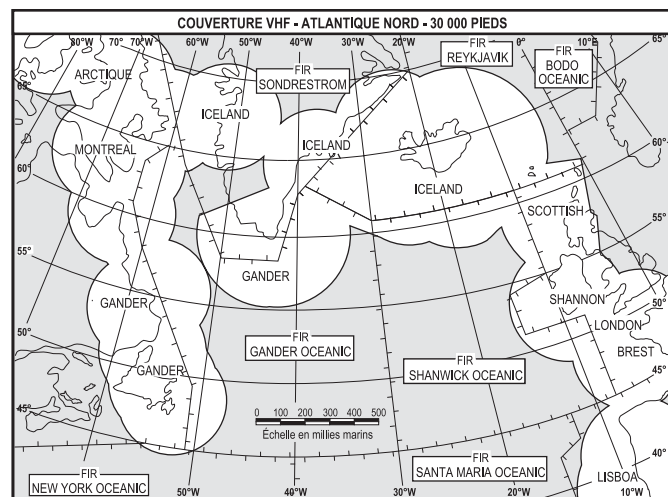 COUVERTURE VHF - ATLANTIQUE NORD - 30 000 PIEDS
80°W 70°W 60°W 50°W 40°W 30°W 20°W 0° 10°E
65°
ARCTIQUE
FIR
SONDRESTROM
FIR
REYKJAVIK
FIR
BODO
OCEANIC
65°
ICELAND
MONTREAL
ICELAND
ICELAND
60°
60°
SCOTTISH
55°
55°
GANDER
SHANNON
50°
LONDON
GANDER
BREST
50°
FIR
GANDER OCEANIC
FIR
SHANWICK OCEANIC
GANDER
45°
45°
0 100 200 300 400 500
Échelle en millies marins
40°
FIR
NEW YORK OCEANIC
FIR
SANTA MARIA OCEANIC
LISBOA
50°W 40°W 30°W 20°W 10°W